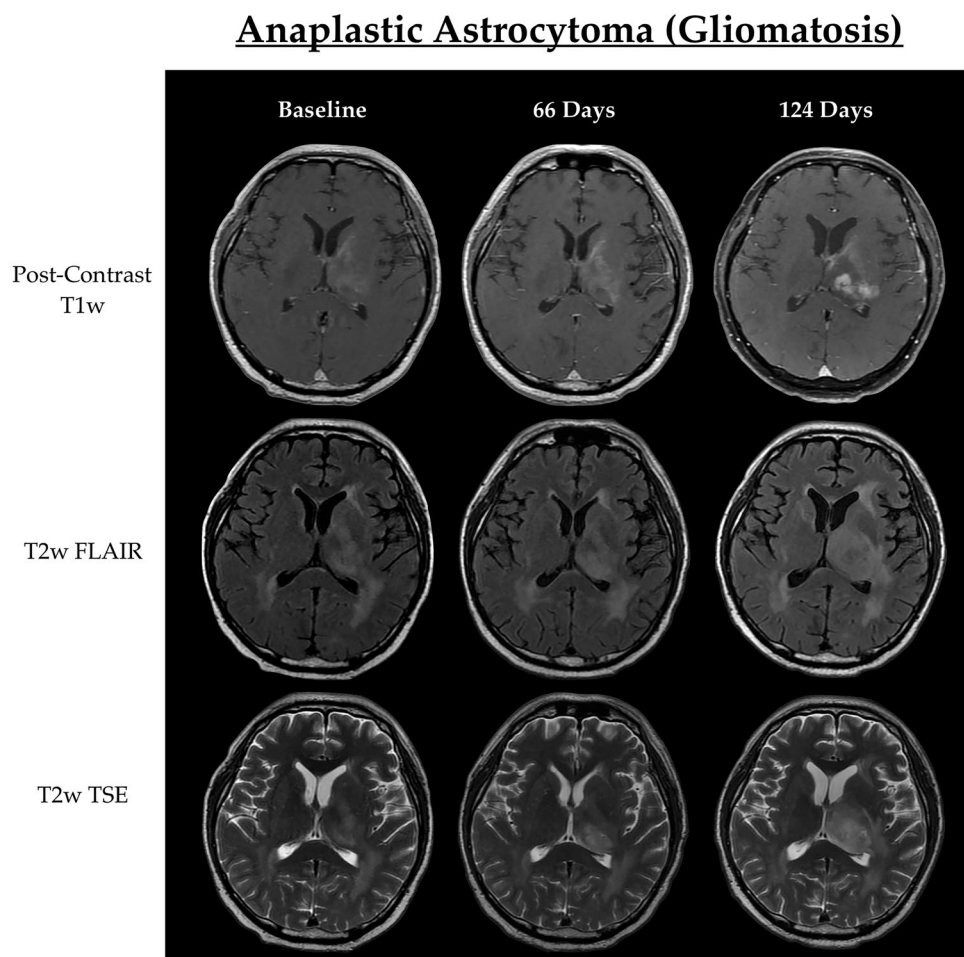 Anaplastic Astrocytoma (Gliomatosis)
Baseline
66 Days
124 Days
Post-Contrast
T1w
T2w FLAIR
T2w TSE